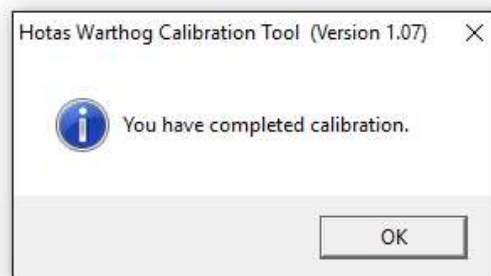 Hotas Warthog Calibration Tool (Version 1.07)
You have completed calibration.
OK